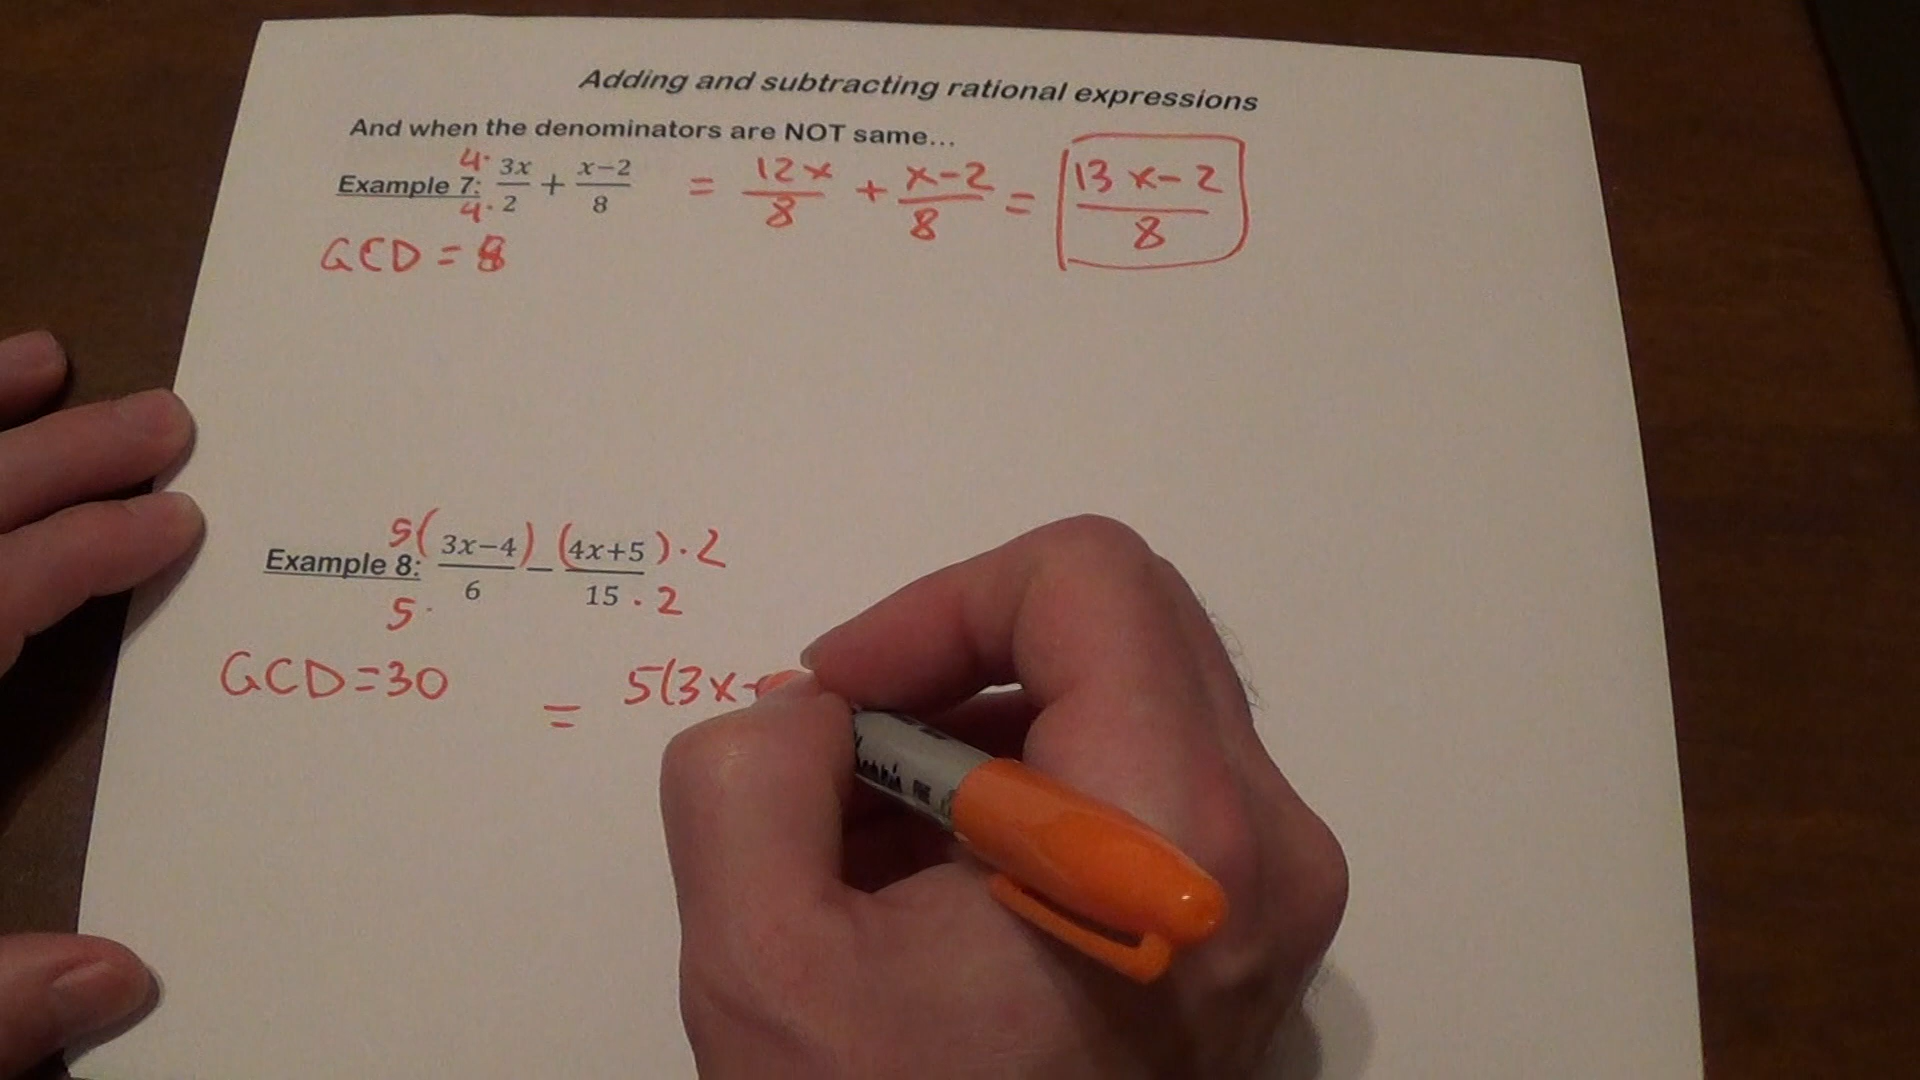 Adding and subtracting rational expressions
And when the denominators are NOT same...
Example 7: 4· 3x/4· 2 + x−2/8 = 12x/8 + x−2/8 = 13x−2/8
GCD = 8
Example 8: 5(3x−4)/5· 6 − (4x+5)·2/15·2
GCD=30 = 5(3x-